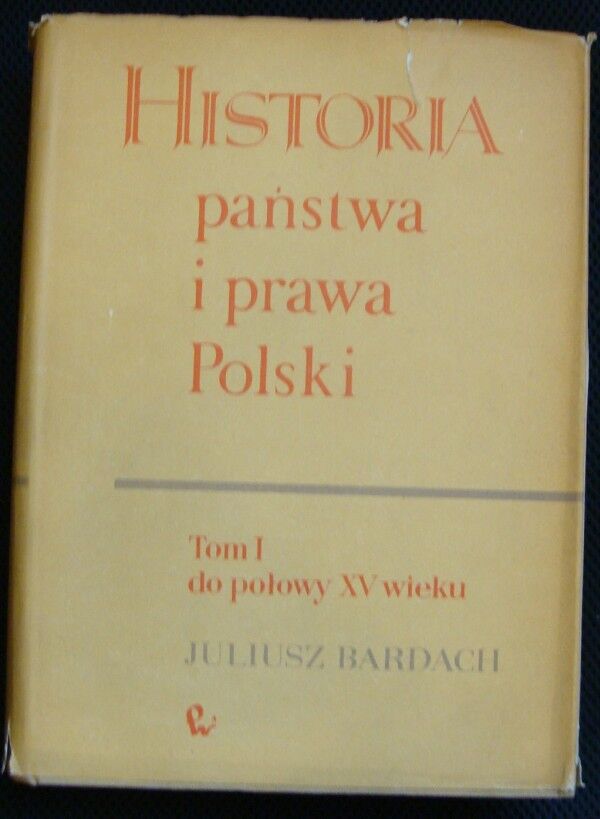 HISTORIA
państwa
i prawa
Polski
Tom I
do połowy XV wieku
JULIUSZ BARDACH